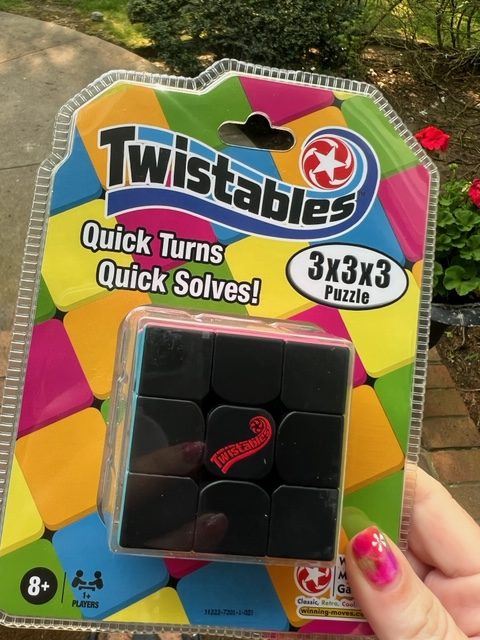 Twistables
Quick Turns
Quick Solves!
3x3x3
Puzzle
Twistables
8+
1+
PLAYERS
Classic, Retro, Cool
winning-moves.com